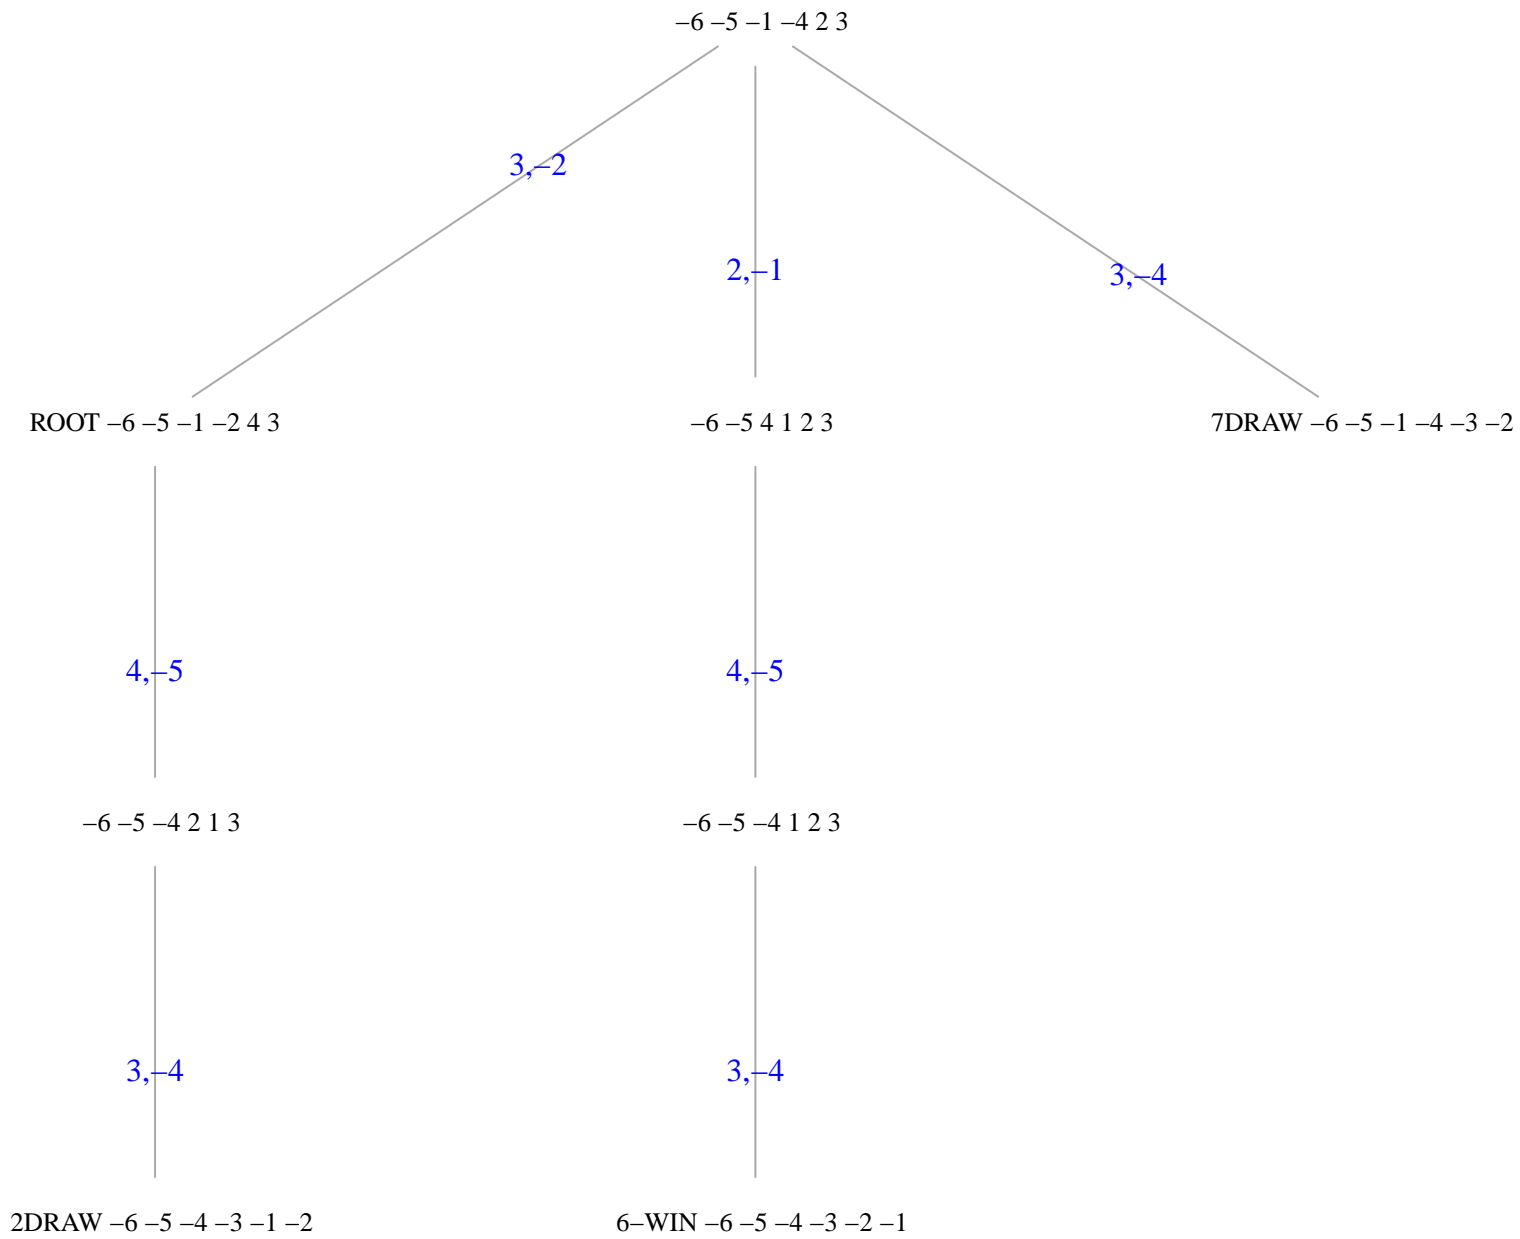 –6 –5 –1 –4 2 3
3,–2
2,–1
3,–4
ROOT –6 –5 –1 –2 4 3
–6 –5 4 1 2 3
7DRAW –6 –5 –1 –4 –3 –2
4,–5
4,–5
–6 –5 –4 2 1 3
–6 –5 –4 1 2 3
3,–4
3,–4
2DRAW –6 –5 –4 –3 –1 –2
6–WIN –6 –5 –4 –3 –2 –1